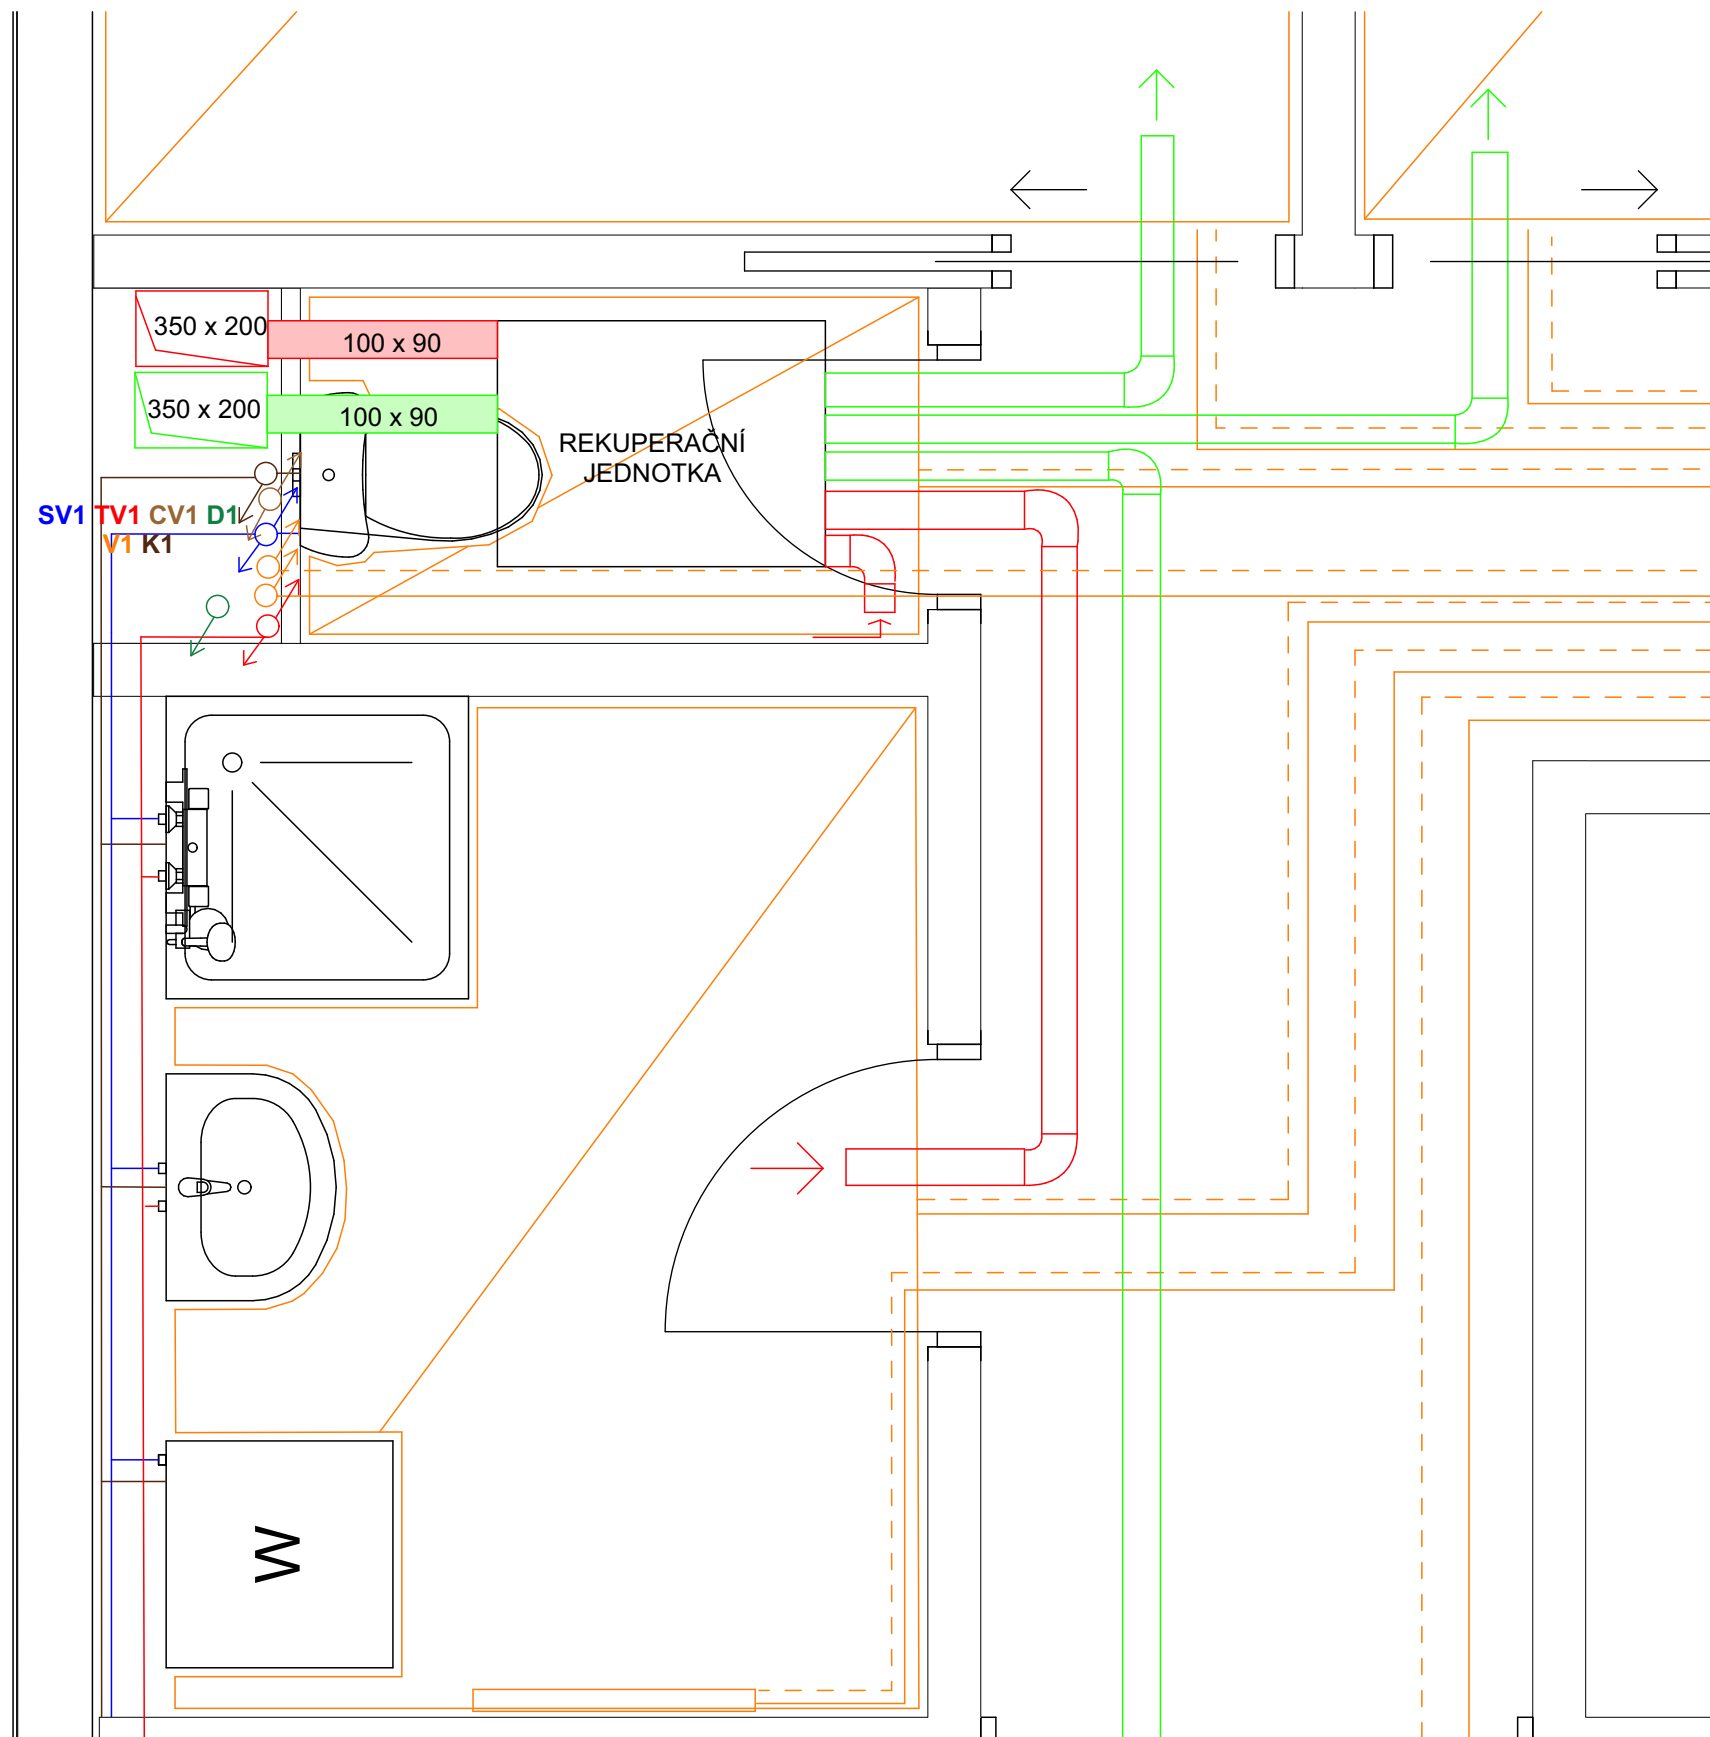 350 x 200
100 x 90
350 x 200
100 x 90
REKUPERAČNÍ
JEDNOTKA
SV1 TV1 CV1 D1
V1 K1
W